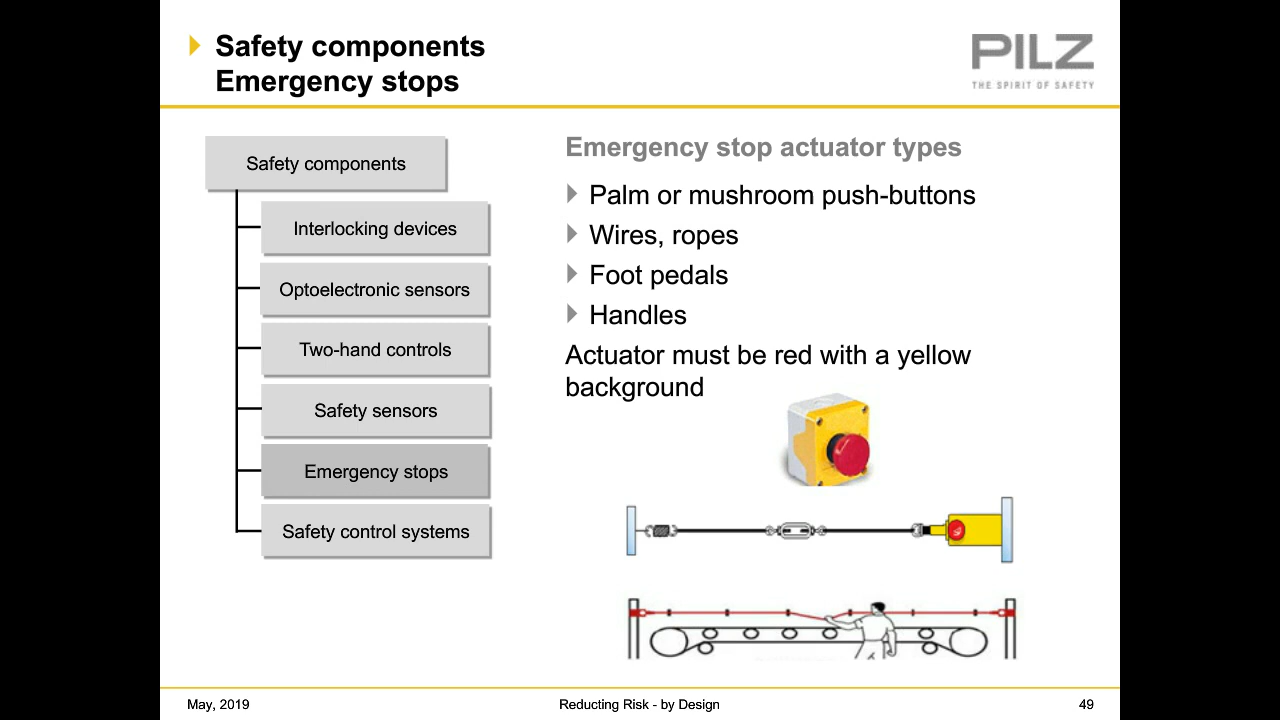 Safety components
Emergency stops
PILZ
THE SPIRIT OF SAFETY
Safety components
Interlocking devices
Optoelectronic sensors
Two-hand controls
Safety sensors
Emergency stops
Safety control systems
Emergency stop actuator types
Palm or mushroom push-buttons
Wires, ropes
Foot pedals
Handles
Actuator must be red with a yellow
background
May, 2019
Reducting Risk - by Design
49